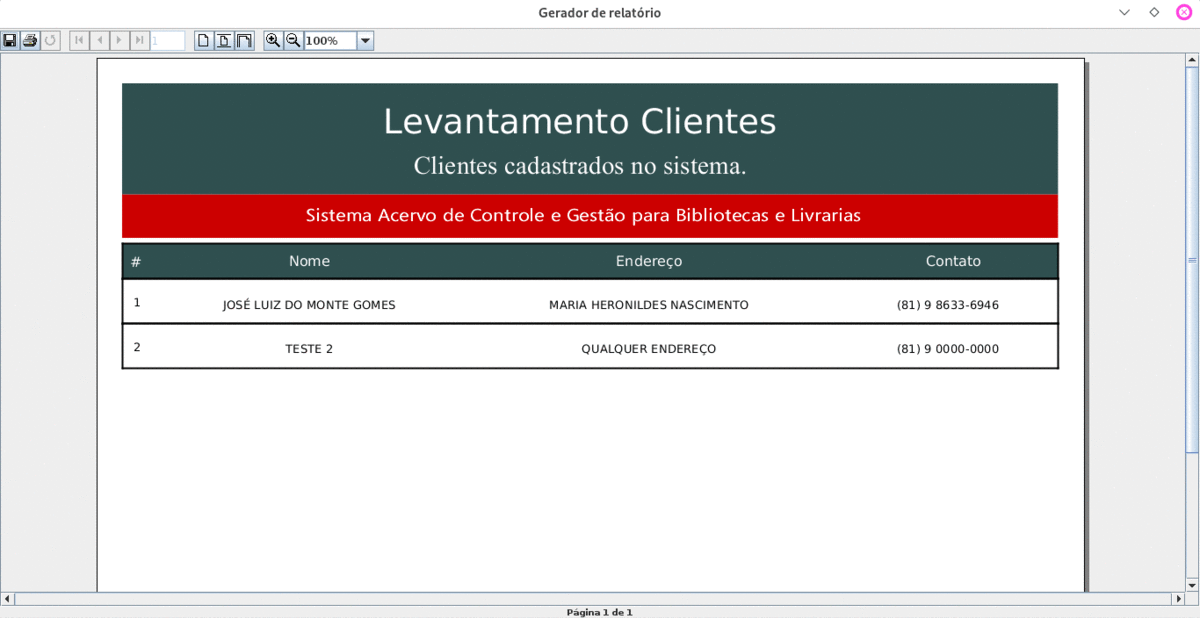 Gerador de relatório
1 100%
Levantamento Clientes
Clientes cadastrados no sistema.
Sistema Acervo de Controle e Gestão para Bibliotecas e Livrarias
# Nome Endereço Contato
1 JOSÉ LUIZ DO MONTE GOMES MARIA HERONILDES NASCIMENTO (81) 9 8633-6946
2 TESTE 2 QUALQUER ENDEREÇO (81) 9 0000-0000
Página 1 de 1